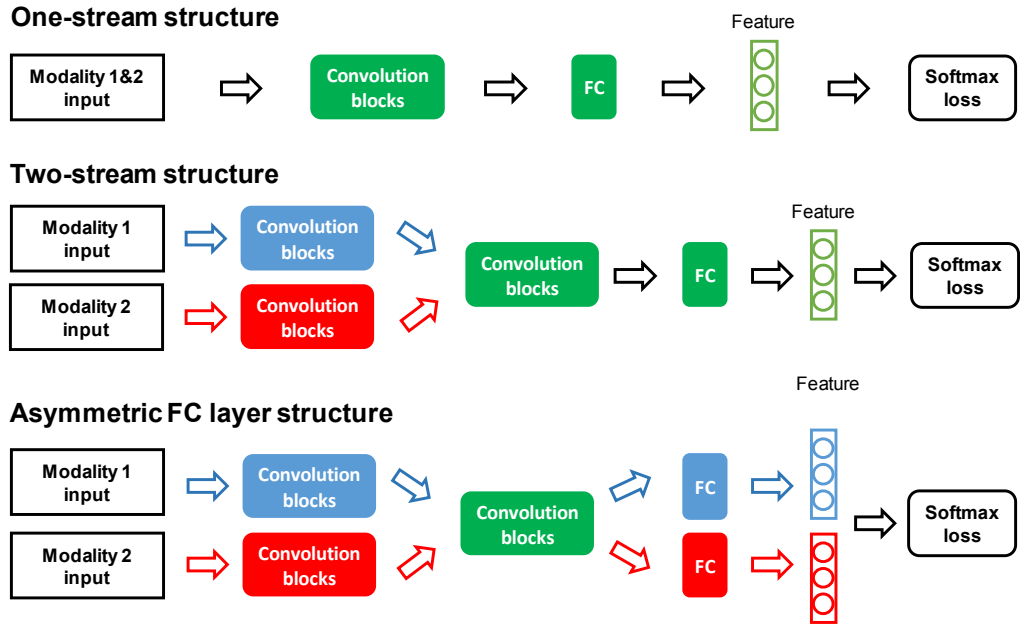 One-stream structure
Feature
Modality 1&2
input
Convolution
blocks
FC
Softmax
loss
Two-stream structure
Feature
Modality 1
input
Convolution
blocks
Modality 2
input
Convolution
blocks
Convolution
blocks
FC
Softmax
loss
Feature
Asymmetric FC layer structure
Modality 1
input
Convolution
blocks
Modality 2
input
Convolution
blocks
Convolution
blocks
FC
FC
Softmax
loss